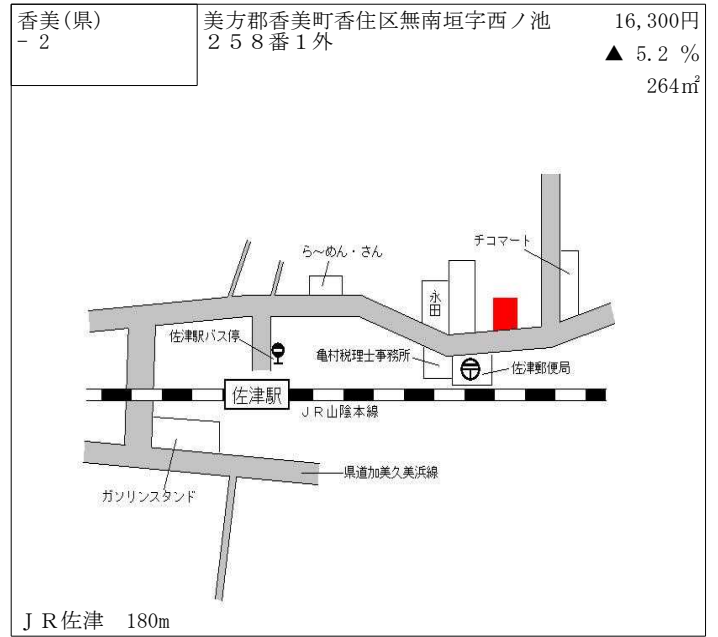 香美(県)
－ 2
美方郡香美町香住区無南垣字西ノ池
２５８番１外
16,300円
▲ 5.2 %
264㎡
チコマート
ら～めん・さん
永田
佐津駅バス停
亀村税理士事務所
佐津郵便局
佐津駅
ＪＲ山陰本線
県道加美久美浜線
ガソリンスタンド
ＪＲ佐津　180m